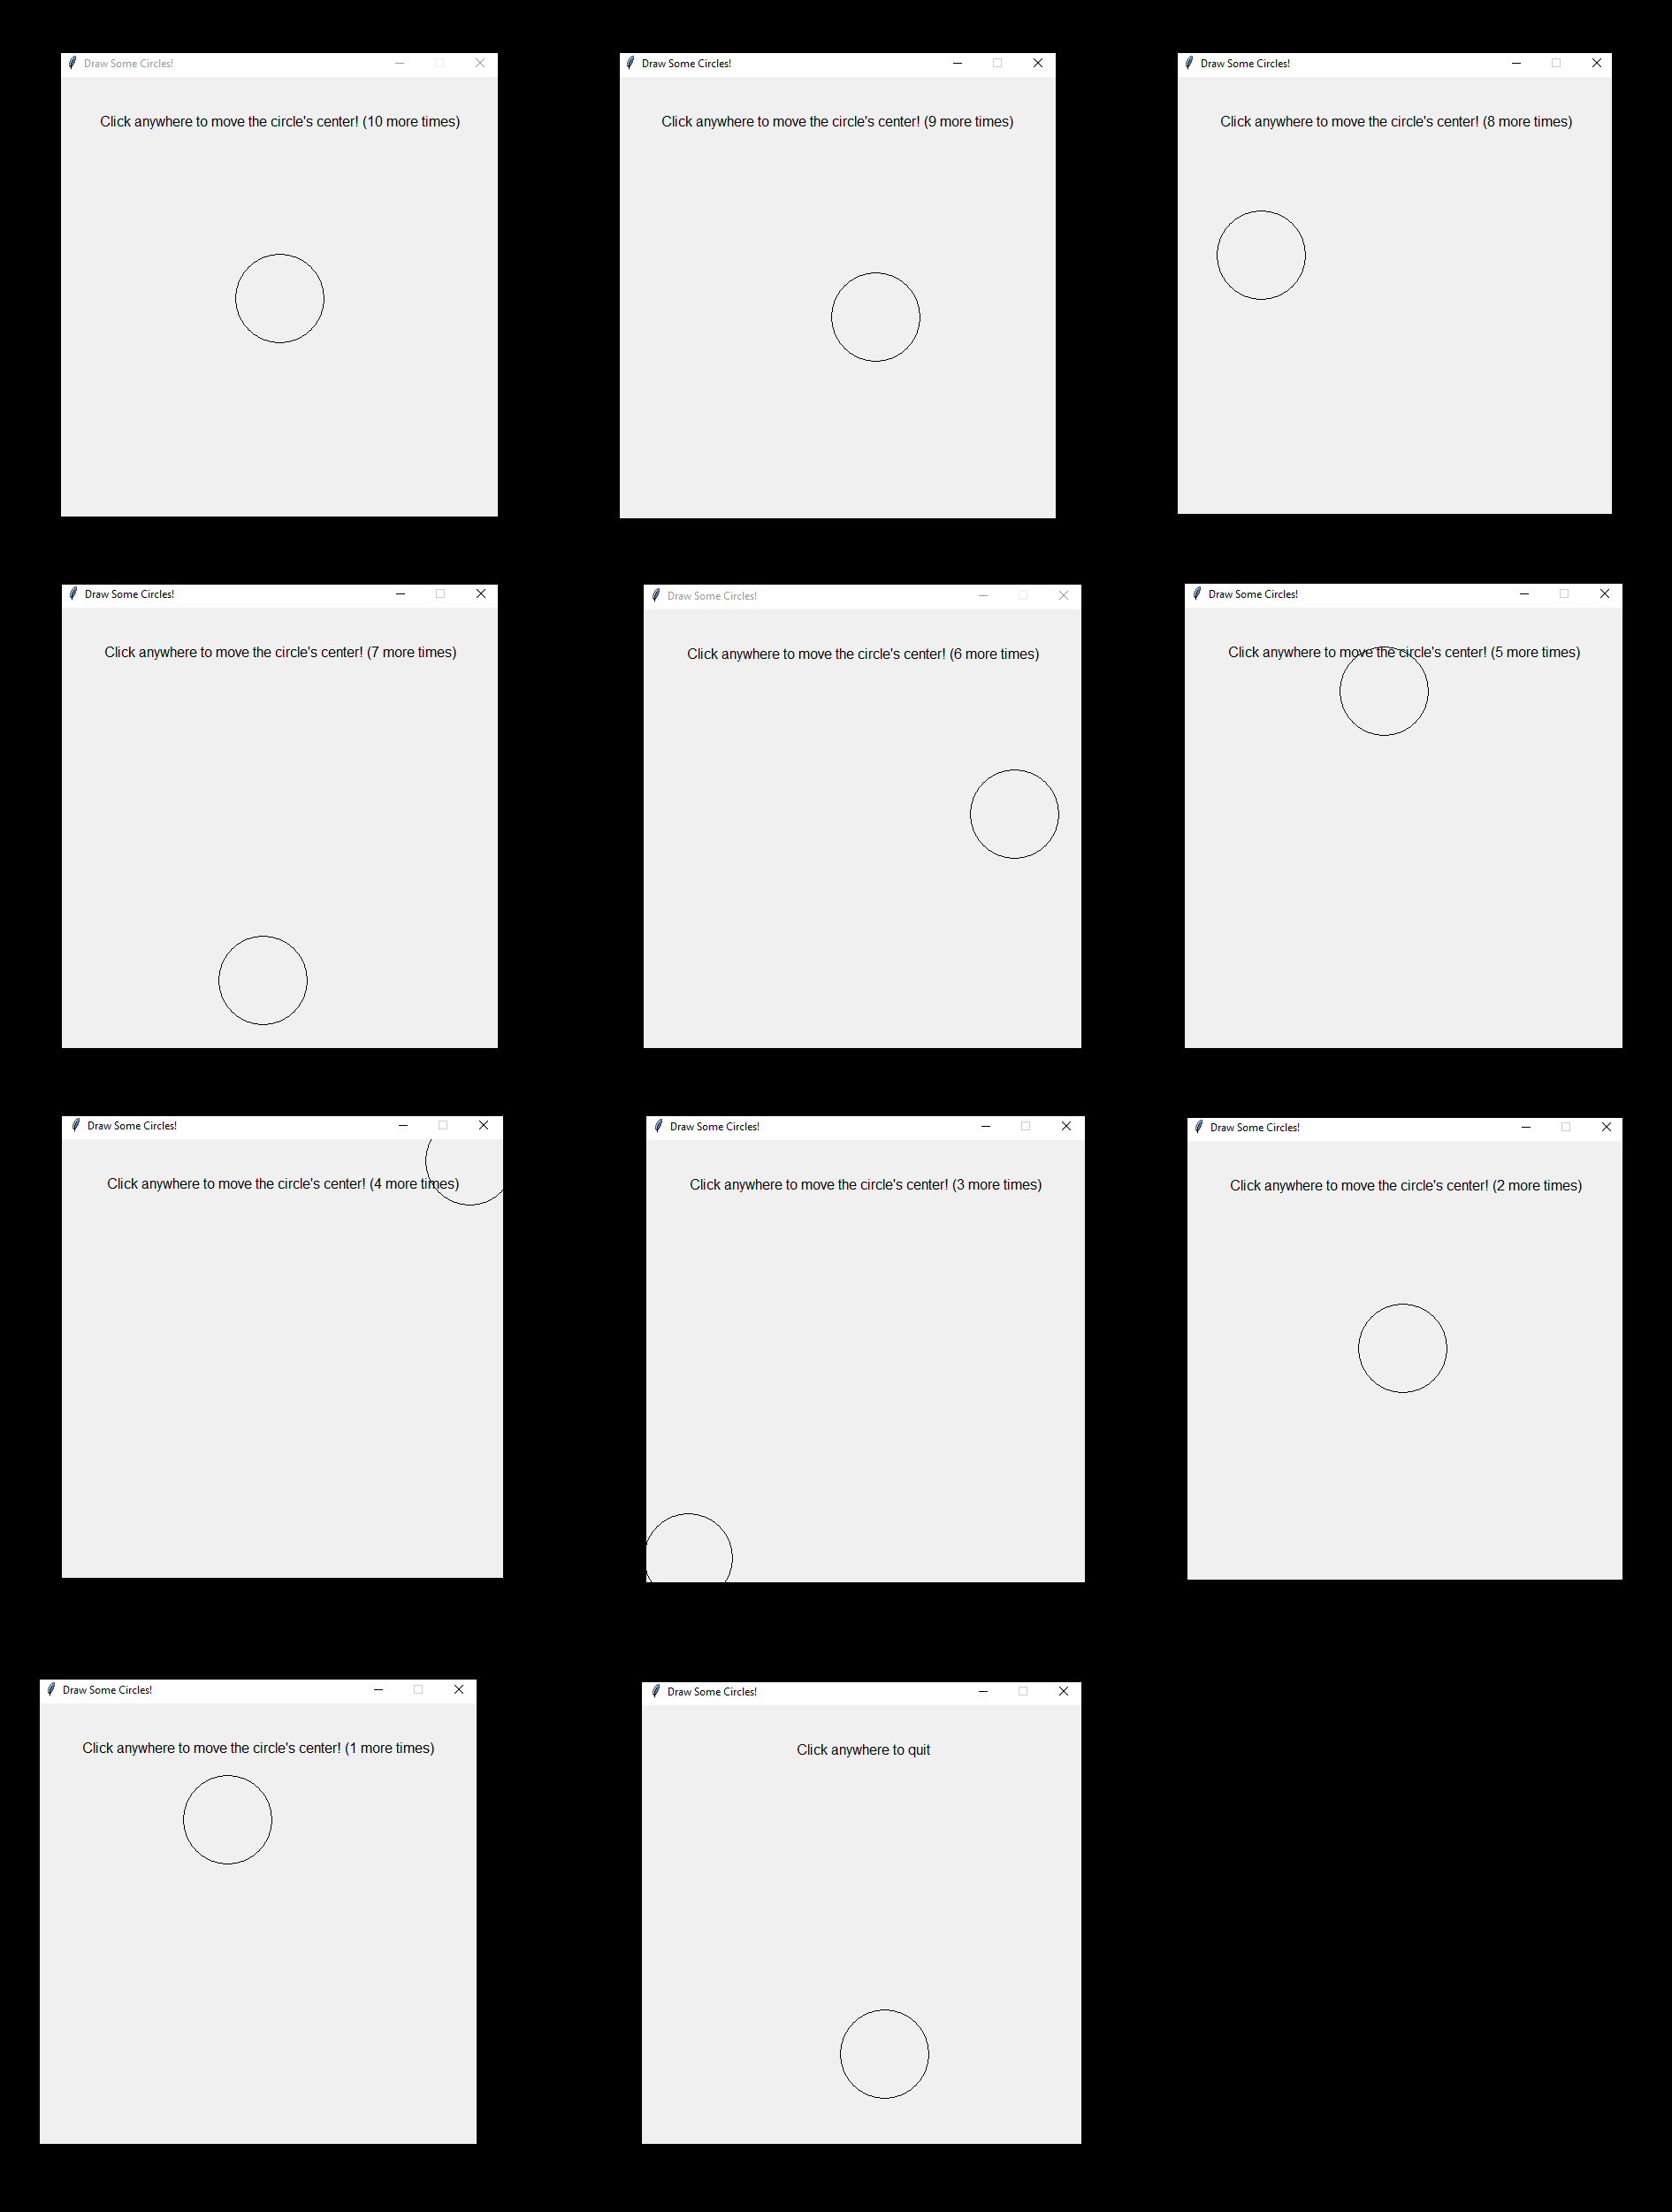 Draw Some Circles!
Click anywhere to move the circle's center! (10 more times)
Draw Some Circles!
Click anywhere to move the circle's center! (9 more times)
Draw Some Circles!
Click anywhere to move the circle's center! (8 more times)
Draw Some Circles!
Click anywhere to move the circle's center! (7 more times)
Draw Some Circles!
Click anywhere to move the circle's center! (6 more times)
Draw Some Circles!
Click anywhere to move the circle's center! (5 more times)
Draw Some Circles!
Click anywhere to move the circle's center! (4 more times)
Draw Some Circles!
Click anywhere to move the circle's center! (3 more times)
Draw Some Circles!
Click anywhere to move the circle's center! (2 more times)
Draw Some Circles!
Click anywhere to move the circle's center! (1 more times)
Draw Some Circles!
Click anywhere to quit